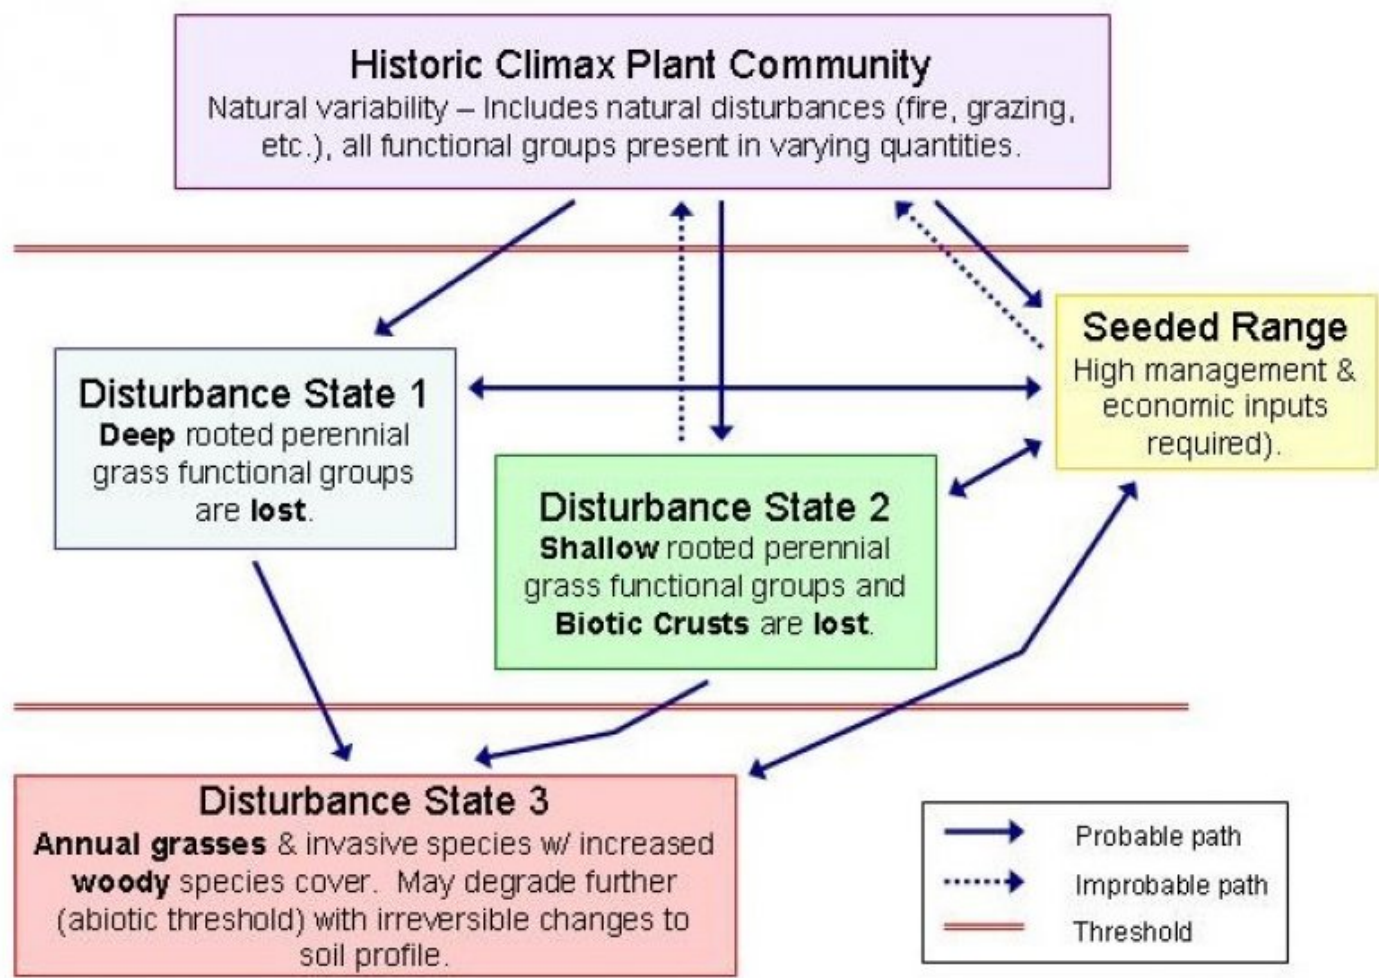 Historic Climax Plant Community
Natural variability – Includes natural disturbances (fire, grazing,
etc.), all functional groups present in varying quantities.
Seeded Range
High management &
economic inputs
required).
Disturbance State 1
Deep rooted perennial
grass functional groups
are lost.
Disturbance State 2
Shallow rooted perennial
grass functional groups and
Biotic Crusts are lost.
Disturbance State 3
Annual grasses & invasive species w/ increased
woody species cover. May degrade further
(abiotic threshold) with irreversible changes to
soil profile.
Probable path
Improbable path
Threshold